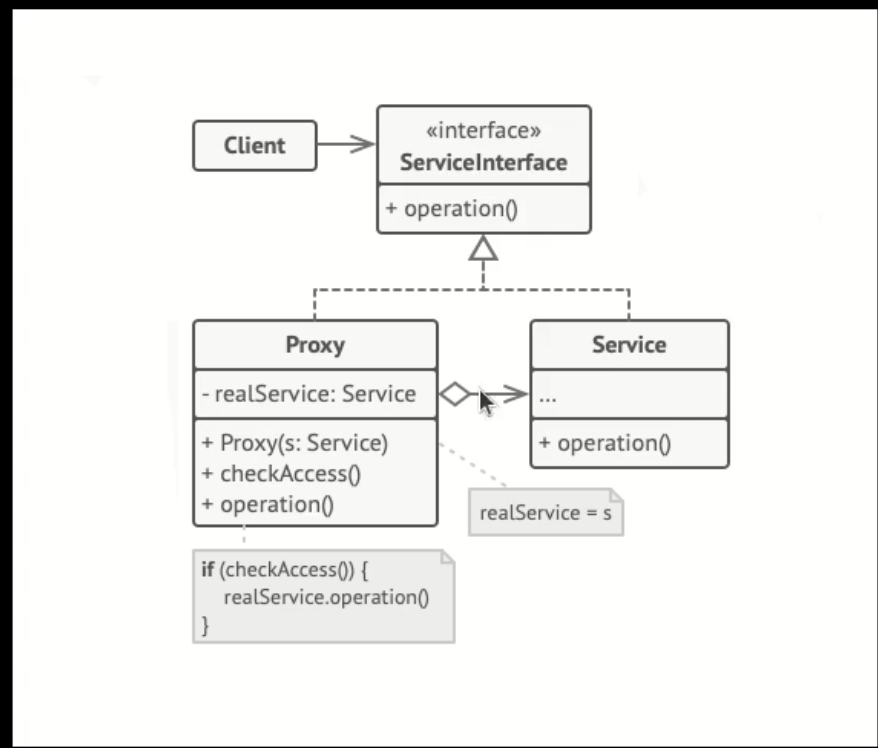 Client
«interface»
ServiceInterface
+ operation()
Proxy
- realService: Service
+ Proxy(s: Service)
+ checkAccess()
+ operation()
Service
...
+ operation()
realService = s
if (checkAccess()) {
realService.operation()
}